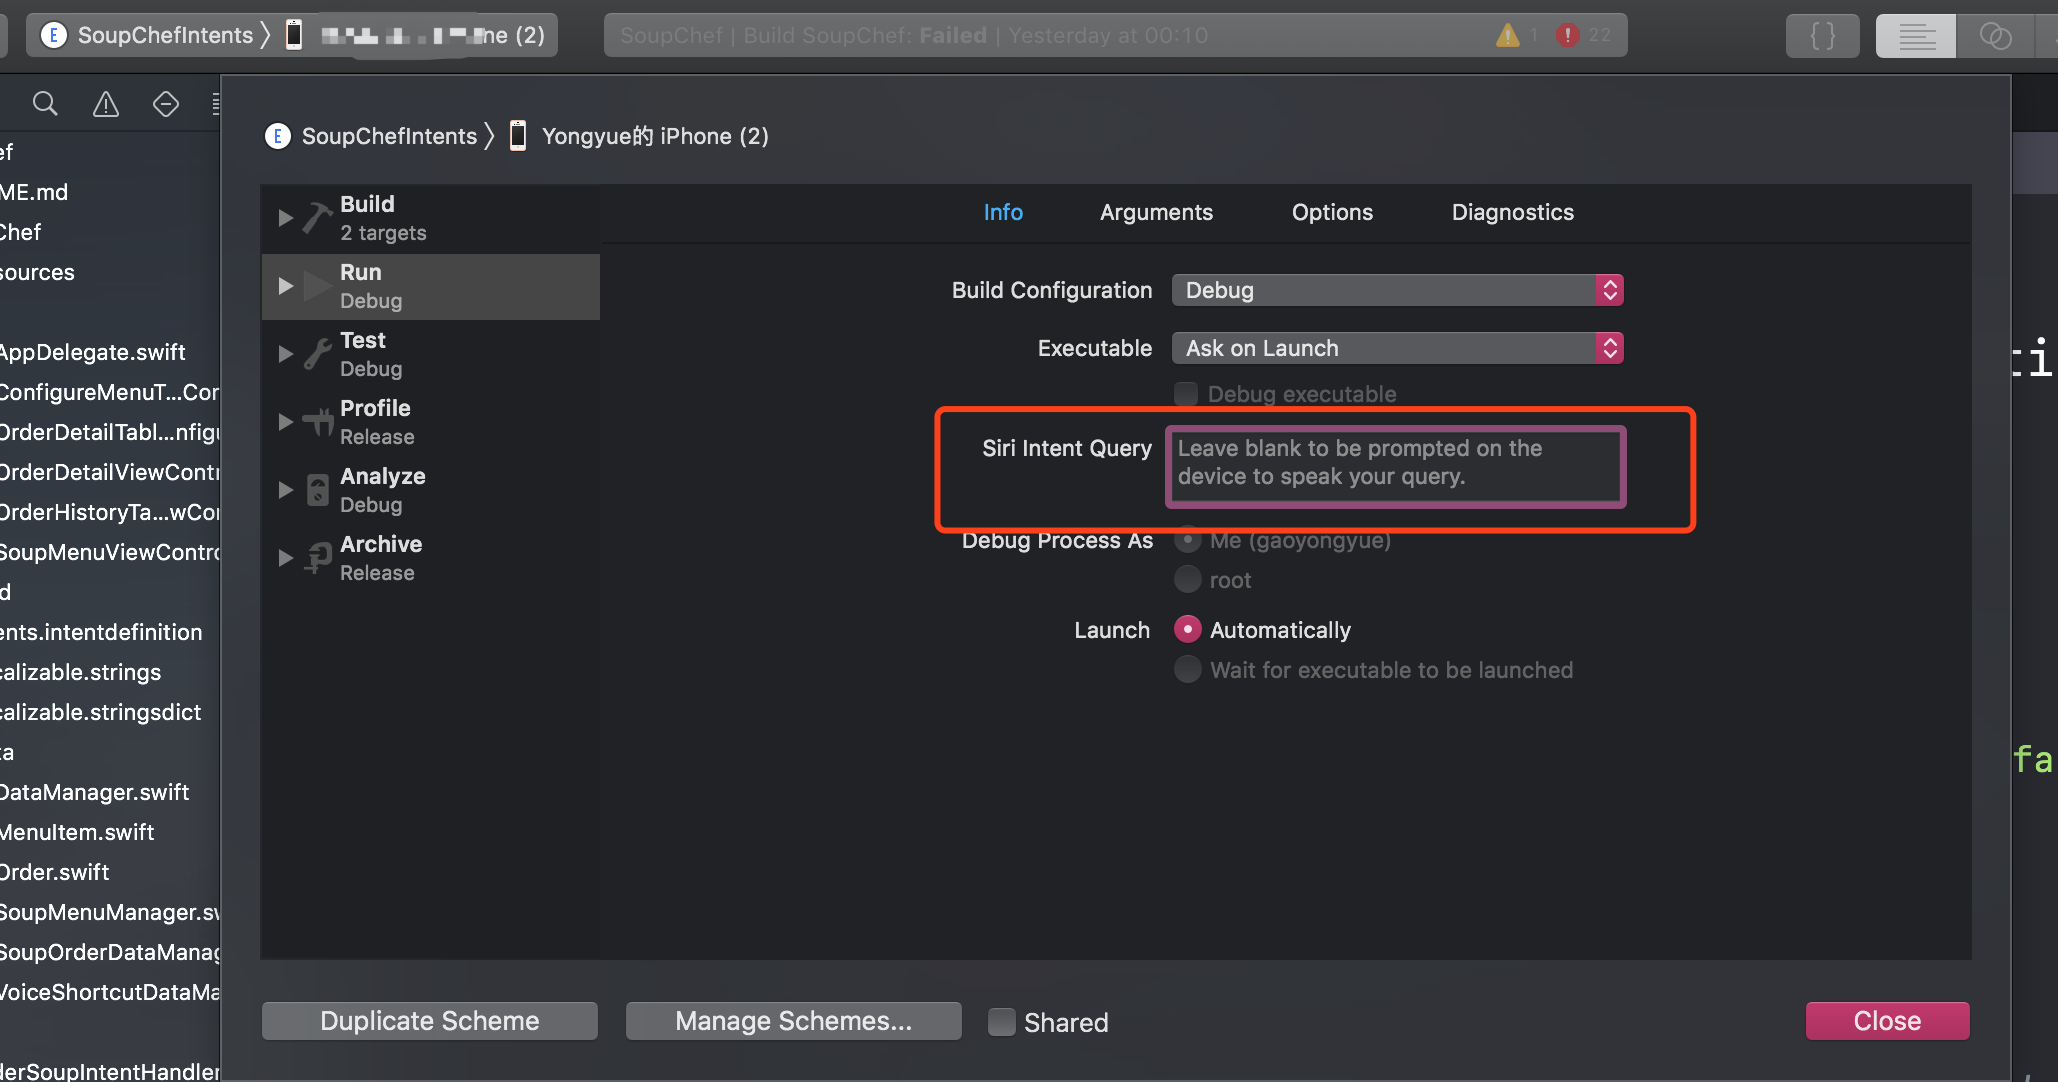 SoupChefIntents
ne (2)
SoupChef | Build SoupChef: Failed | Yesterday at 00:10
1
22
{}
SoupChefIntents
Yongyue的 iPhone (2)
ef
ME.md
Chef
sources
AppDelegate.swift
ConfigureMenuT...Cor
OrderDetailTabl...nfigu
OrderDetailViewContr
OrderHistoryTa...wCor
SoupMenuViewContro
d
ents.intentdefinition
calizable.strings
calizable.stringsdict
ta
DataManager.swift
MenuItem.swift
Order.swift
SoupMenuManager.sw
SoupOrderDataManag
VoiceShortcutDataMa
derSoupIntentHandler
Build
2 targets
Run
Debug
Test
Debug
Profile
Release
Analyze
Debug
Archive
Release
Info
Arguments
Options
Diagnostics
Build Configuration
Debug
Executable
Ask on Launch
Debug executable
Siri Intent Query
Leave blank to be prompted on the
device to speak your query.
Debug Process As
Me (gaoyongyue)
root
Launch
Automatically
Wait for executable to be launched
ti
fa
Duplicate Scheme
Manage Schemes...
Shared
Close